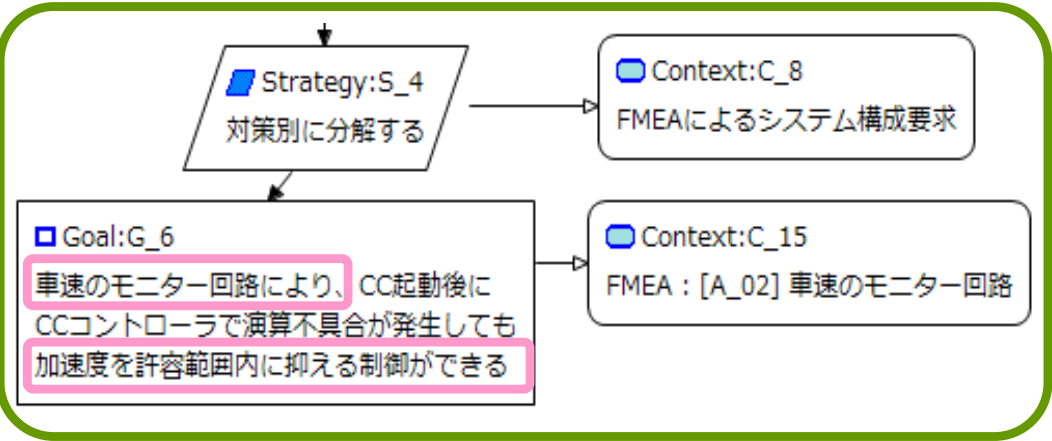 Strategy:S_4
対策別に分解する
Context:C_8
FMEAによるシステム構成要求
Goal:G_6
車速のモニター回路により、CC起動後に
CCコントローラで演算不具合が発生しても
加速度を許容範囲内に抑える制御ができる
Context:C_15
FMEA：[A_02] 車速のモニター回路